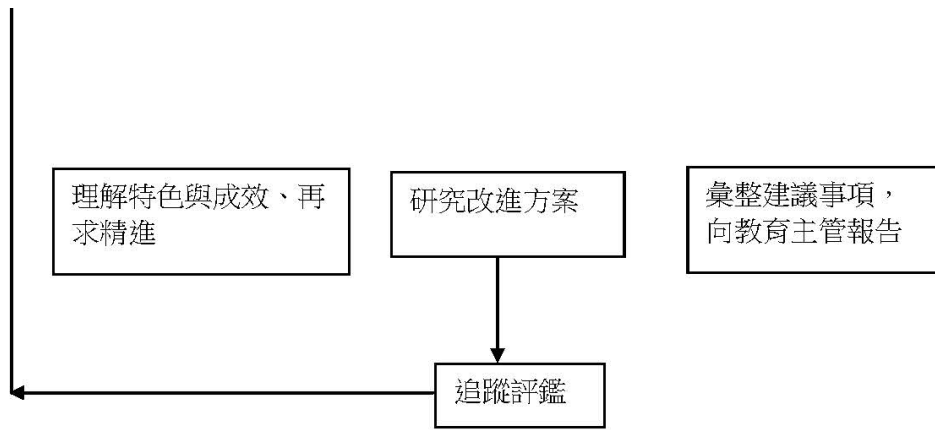 理解特色與成效、再
求精進
研究改進方案
彙整建議事項，
向教育主管報告
追蹤評鑑